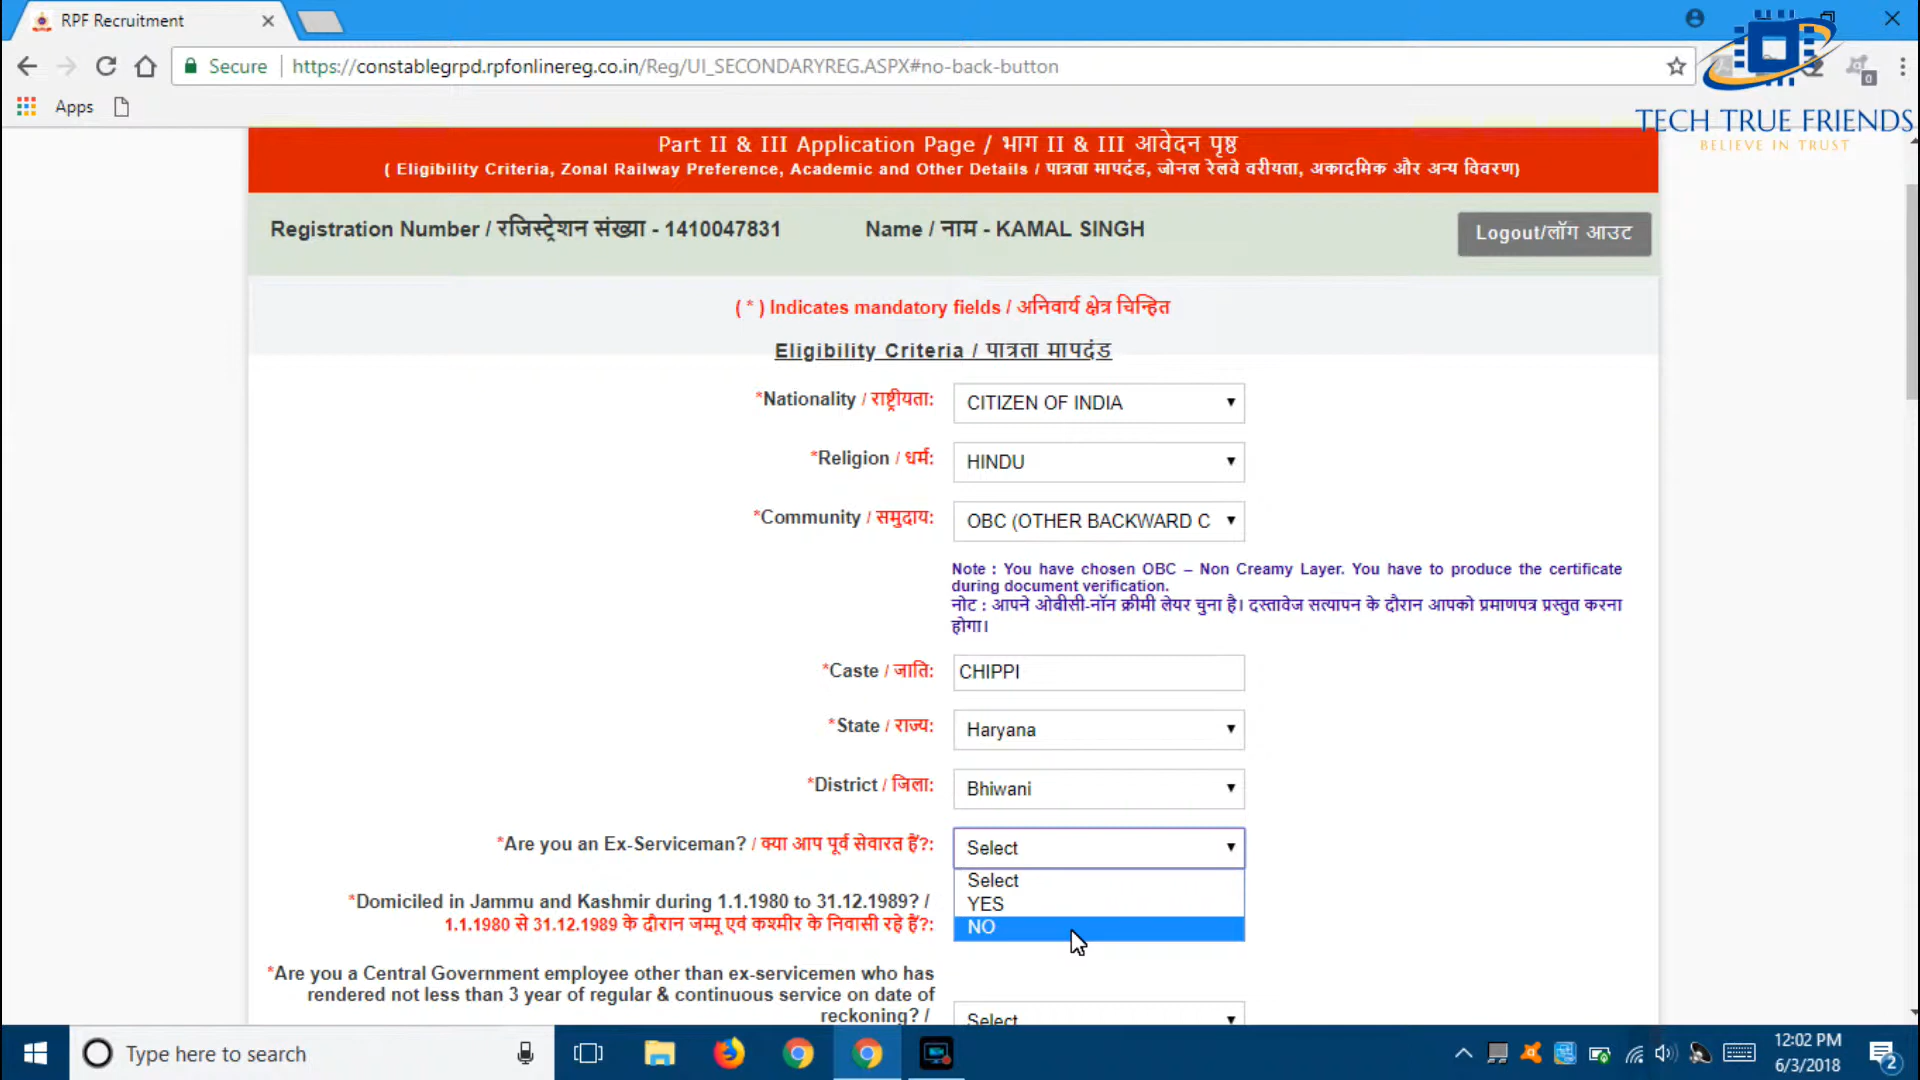 RPF Recruitment
Secure https://constablegrpd.rpfonlinereg.co.in/Reg/UI_SECONDARYREG.ASPX#no-back-button
0
Apps
TECH TRUE FRIENDS
BELIEVE IN TRUST
Part II & III Application Page / भाग II & III आवेदन पृष्ठ
( Eligibility Criteria, Zonal Railway Preference, Academic and Other Details / पात्रता मापदंड, जोनल रेलवे वरीयता, अकादमिक और अन्य विवरण)
Registration Number / रजिस्ट्रेशन संख्या - 1410047831 Name / नाम - KAMAL SINGH Logout/लॉग आउट
( * ) Indicates mandatory fields / अनिवार्य क्षेत्र चिन्हित
Eligibility Criteria / पात्रता मापदंड
*Nationality / राष्ट्रीयता: CITIZEN OF INDIA
*Religion / धर्म: HINDU
*Community / समुदाय: OBC (OTHER BACKWARD C
Note : You have chosen OBC – Non Creamy Layer. You have to produce the certificate
during document verification.
नोट : आपने ओबीसी-नॉन क्रीमी लेयर चुना है। दस्तावेज सत्यापन के दौरान आपको प्रमाणपत्र प्रस्तुत करना
होगा।
*Caste / जाति: CHIPPI
*State / राज्य: Haryana
*District / जिला: Bhiwani
*Are you an Ex-Serviceman? / क्या आप पूर्व सेवारत हैं?: Select
Select
YES
NO
*Domiciled in Jammu and Kashmir during 1.1.1980 to 31.12.1989? /
1.1.1980 से 31.12.1989 के दौरान जम्मू एवं कश्मीर के निवासी रहे हैं?:
*Are you a Central Government employee other than ex-servicemen who has
rendered not less than 3 year of regular & continuous service on date of
reckoning? /
Select
Type here to search
12:02 PM
6/3/2018
2